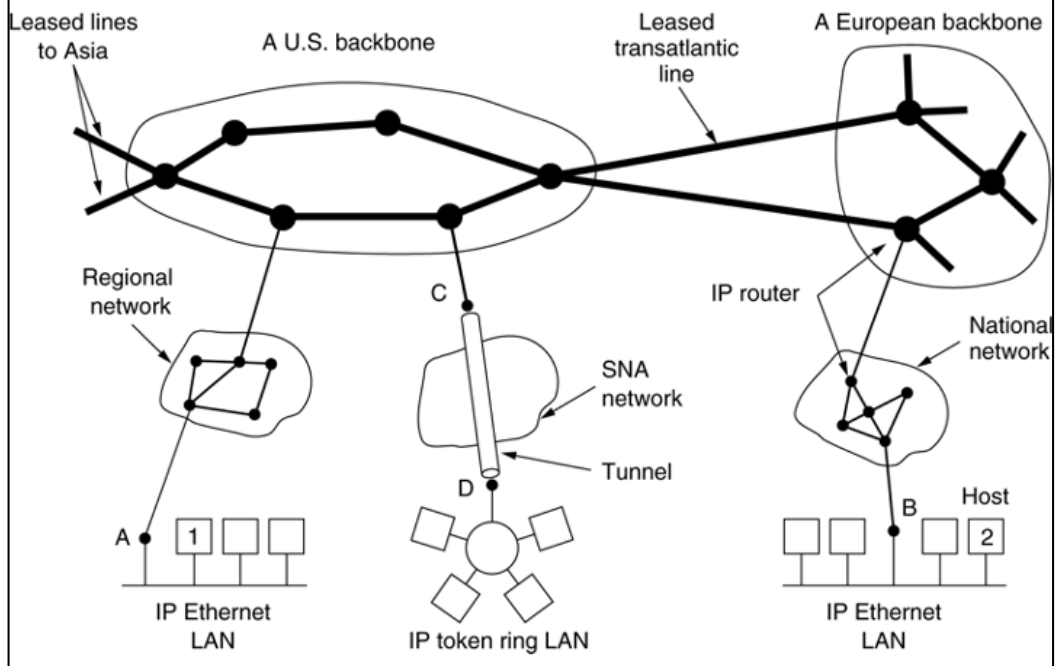 Leased lines
to Asia
A U.S. backbone
Leased
transatlantic
line
A European backbone
Regional
network
C
IP router
National
network
SNA
network
Tunnel
D
A
1
B
Host
2
IP Ethernet
LAN
IP token ring LAN
IP Ethernet
LAN